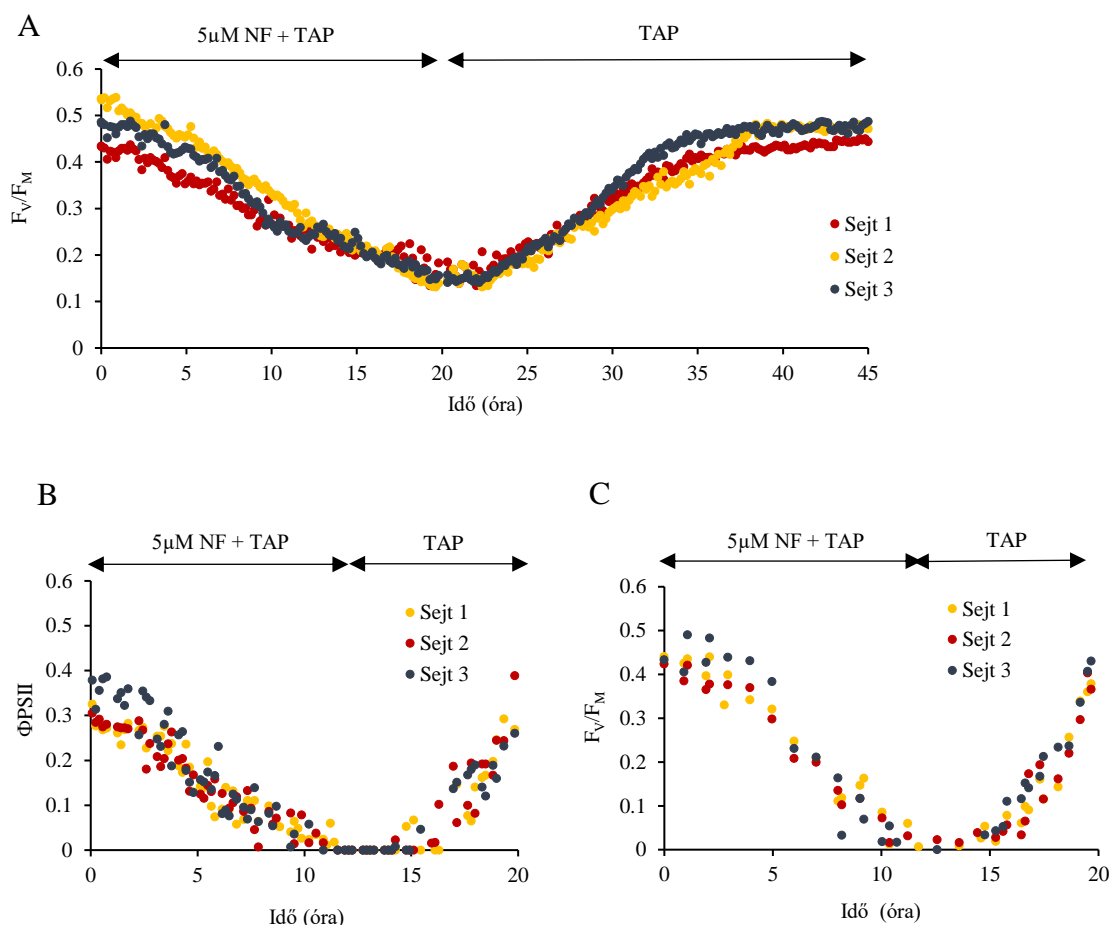 A
5µM NF + TAP
TAP
0.6
0.5
0.4
0.3
0.2
0.1
0
F_V/F_M
Sejt 1
Sejt 2
Sejt 3
0 5 10 15 20 25 30 35 40 45
Idő (óra)
B
5µM NF + TAP
TAP
0.6
0.5
0.4
0.3
0.2
0.1
0
ΦPSII
Sejt 1
Sejt 2
Sejt 3
0 5 10 15 20
Idő (óra)
C
5µM NF + TAP
TAP
0.6
0.5
0.4
0.3
0.2
0.1
0
F_V/F_M
Sejt 1
Sejt 2
Sejt 3
0 5 10 15 20
Idő (óra)